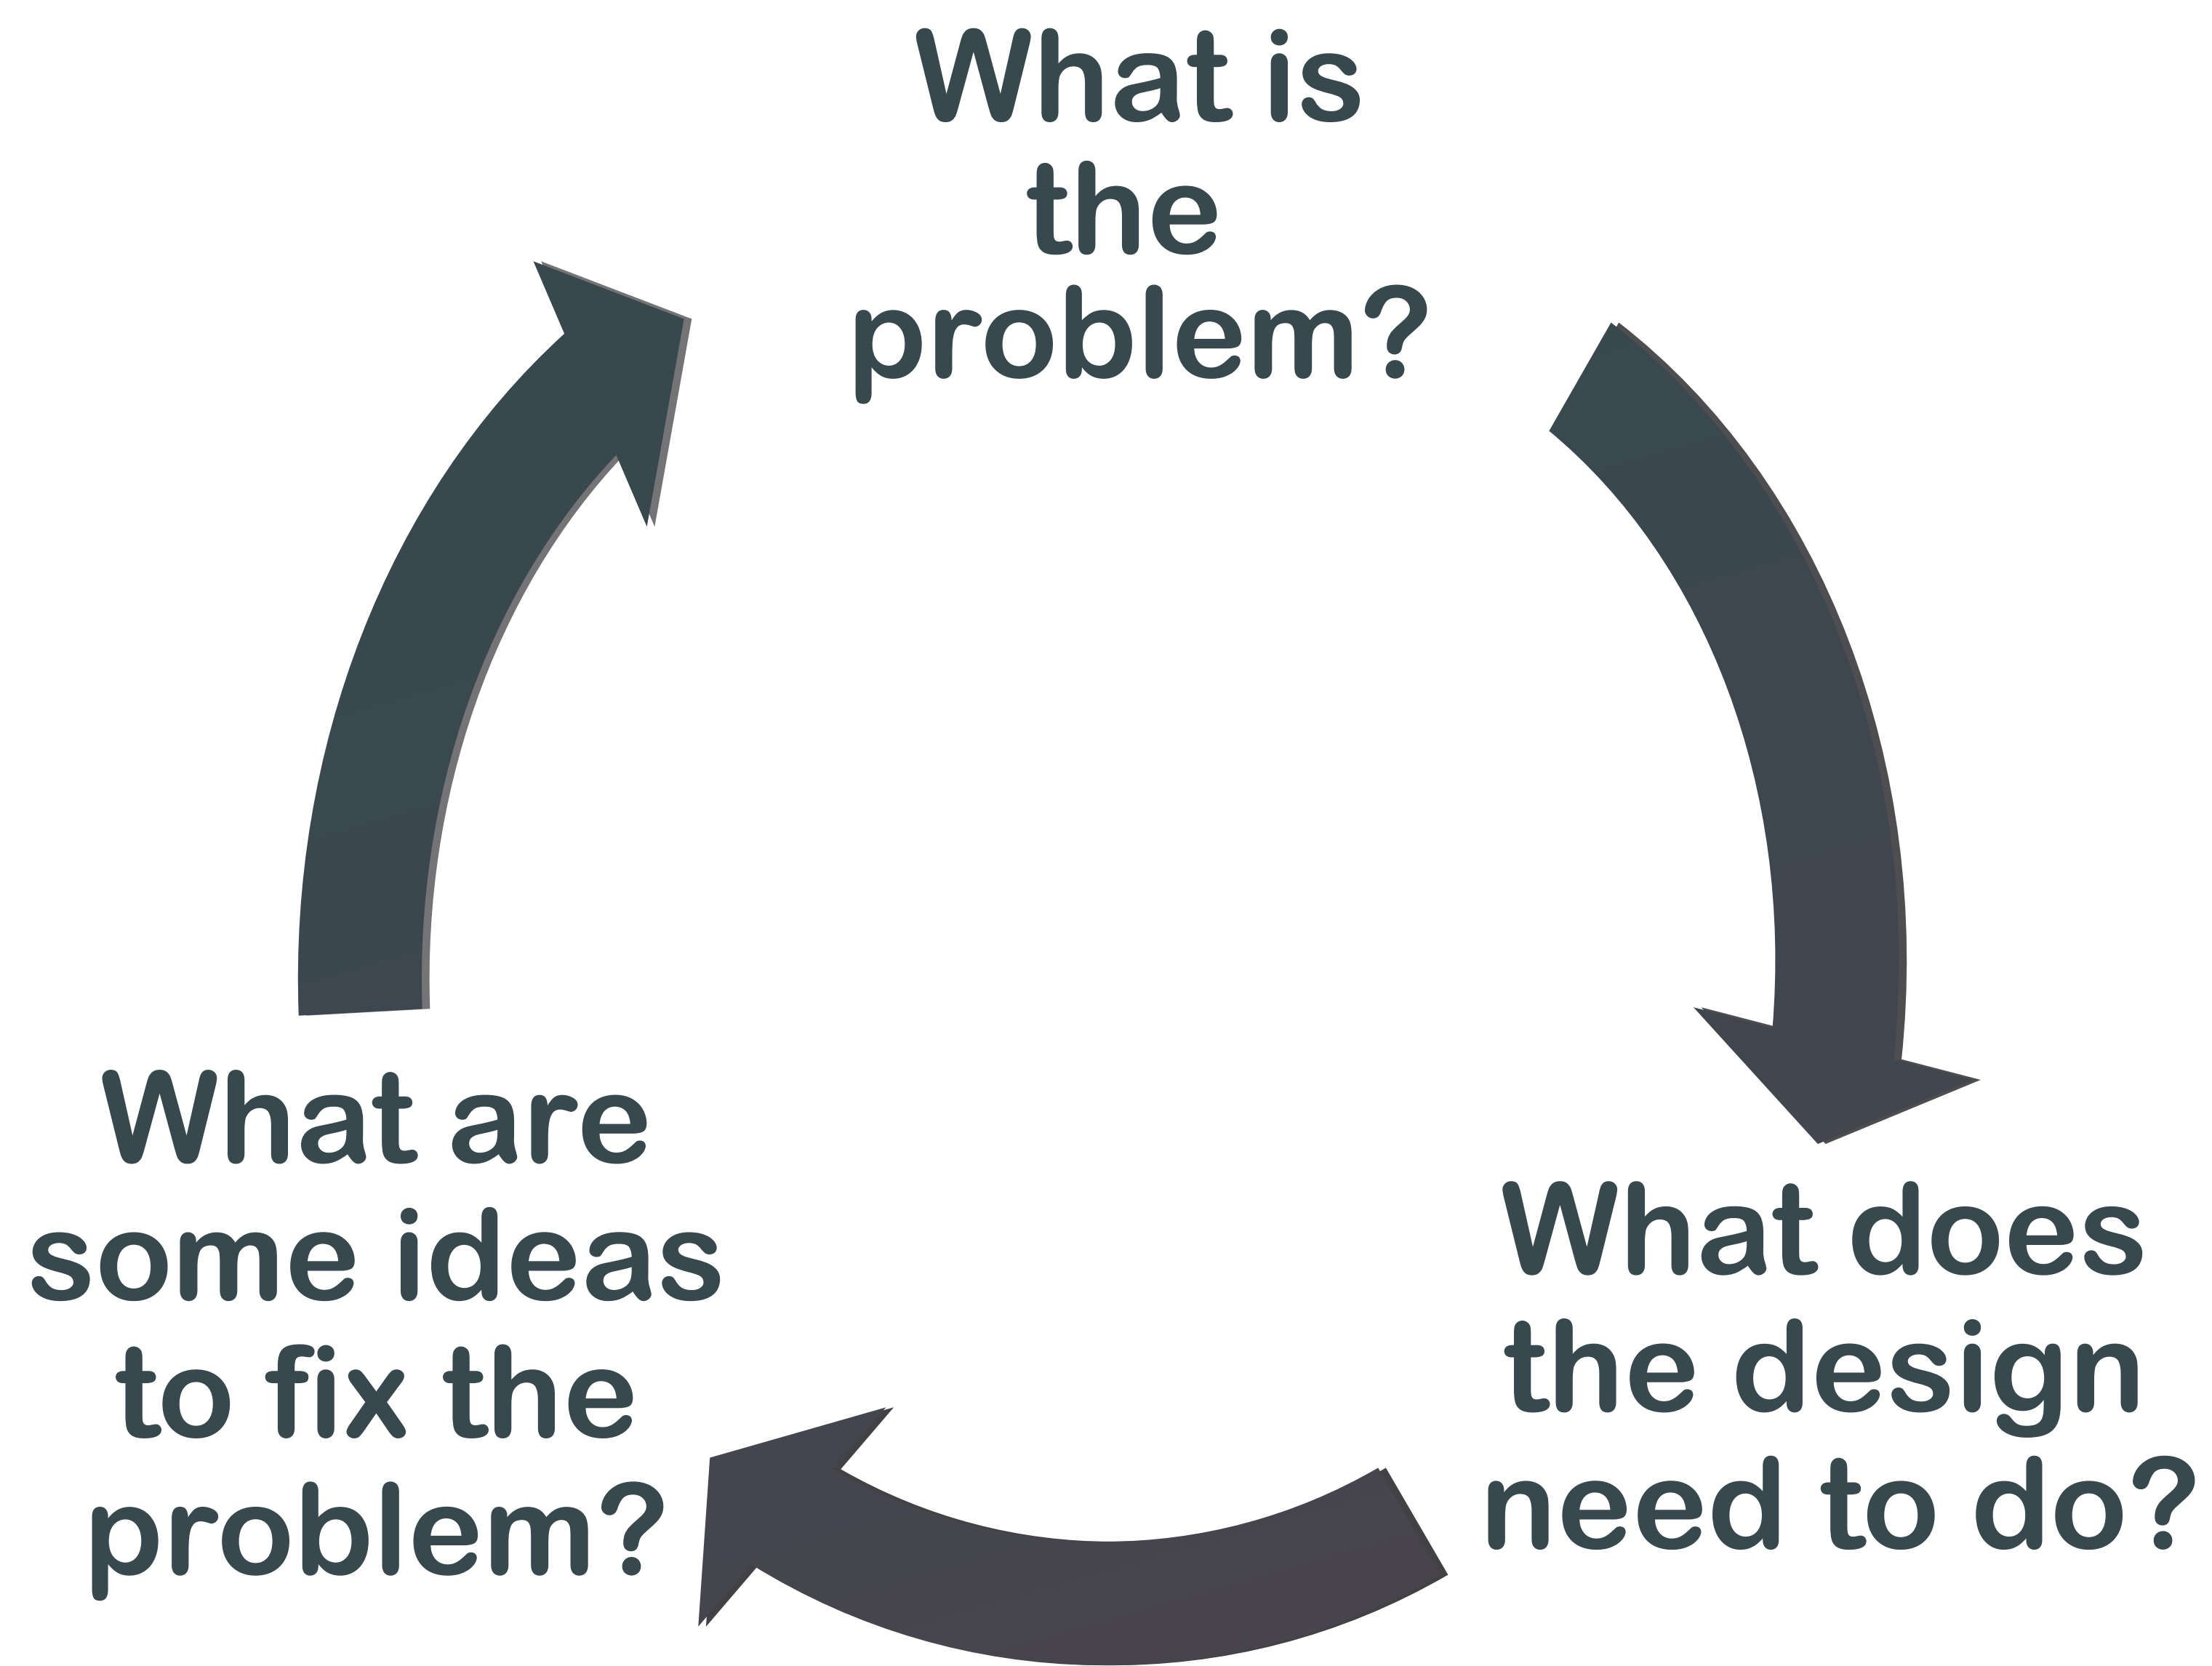 What is
the
problem?
What does
the design
need to do?
What are
some ideas
to fix the
problem?